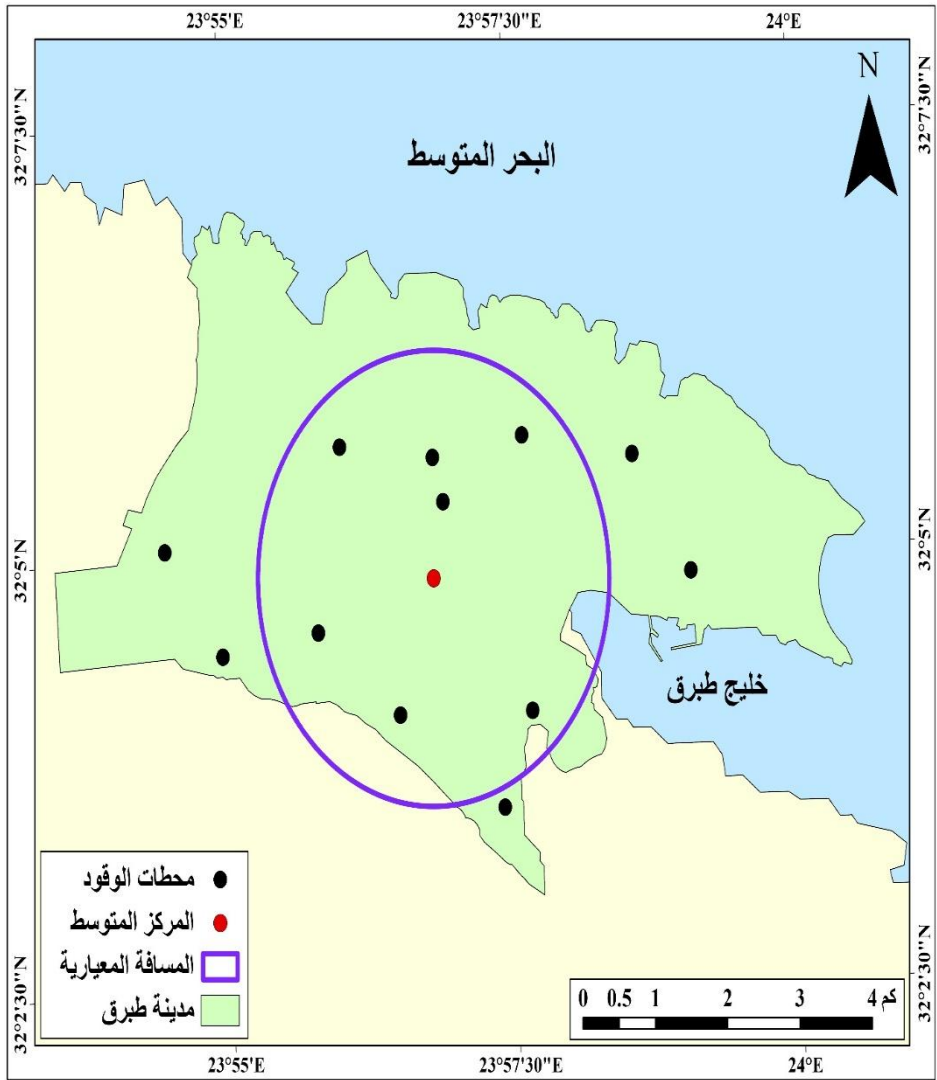 23°55'E 23°57'30"E 24°E
N
32°7'30"N
32°7'30"N
البحر المتوسط
32°5'N
32°5'N
خليج طبرق
محطات الوقود
المركز المتوسط
المسافة المعيارية
مدينة طبرق
0 0.5 1 2 3 4 كم
32°2'30"N
32°2'30"N
23°55'E 23°57'30"E 24°E